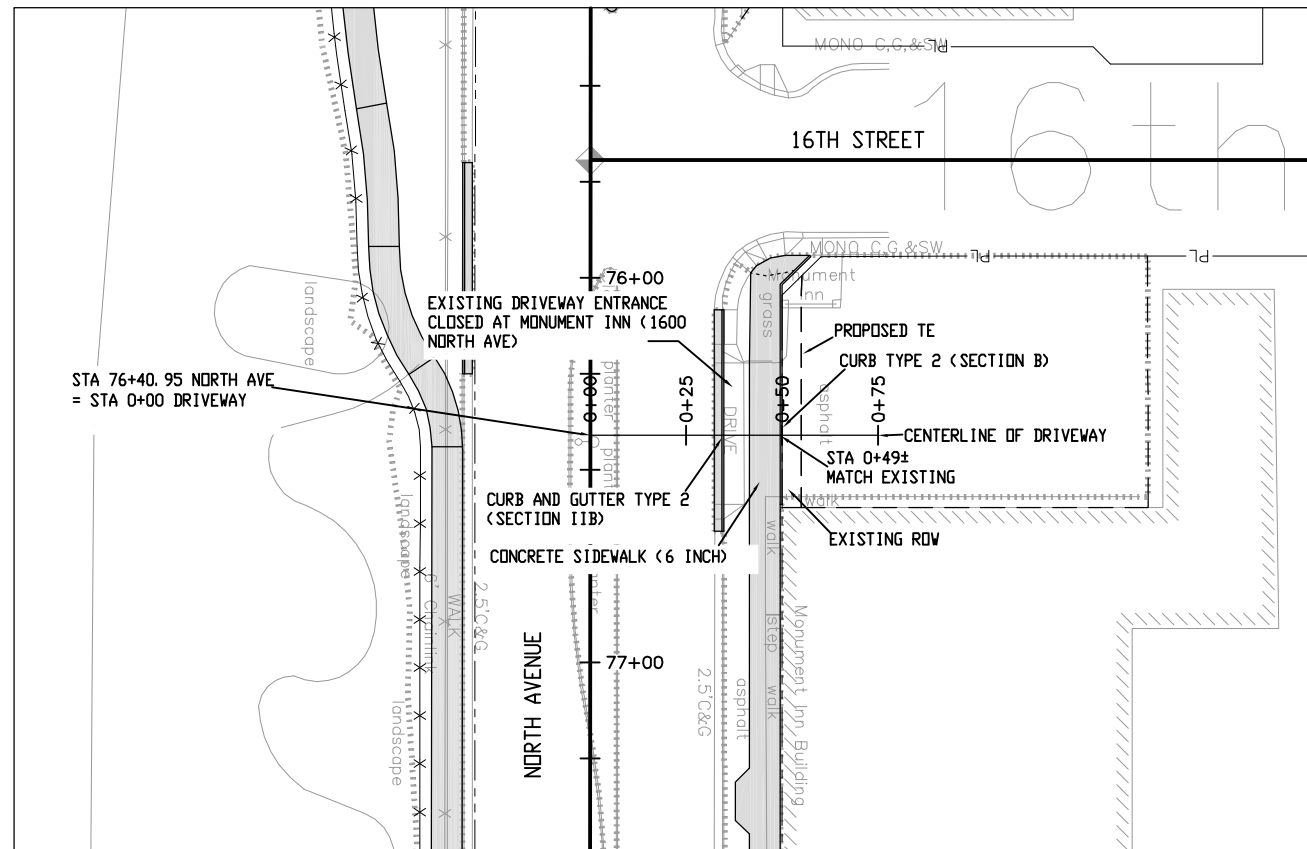 MONO C,G,&SW
PL
16TH STREET
16th
MONO C,G,&SW
PL
PL
Monument
Inn
grass
landscape
76+00
EXISTING DRIVEWAY ENTRANCE
CLOSED AT MONUMENT INN (1600
NORTH AVE)
PROPOSED TE
CURB TYPE 2 (SECTION B)
STA 76+40.95 NORTH AVE
= STA 0+00 DRIVEWAY
0+00
0+25
0+50
0+75
planter
plant
DRIVE
asphalt
CENTERLINE OF DRIVEWAY
STA 0+49±
MATCH EXISTING
CURB AND GUTTER TYPE 2
(SECTION IIB)
walk
EXISTING ROW
CONCRETE SIDEWALK (6 INCH)
landscape
6' Chainlink
WALK
2.5'C&G
planter
walk
1step
walk
Monument Inn Building
77+00
NORTH AVENUE
2.5'C&G
asphalt
landscape